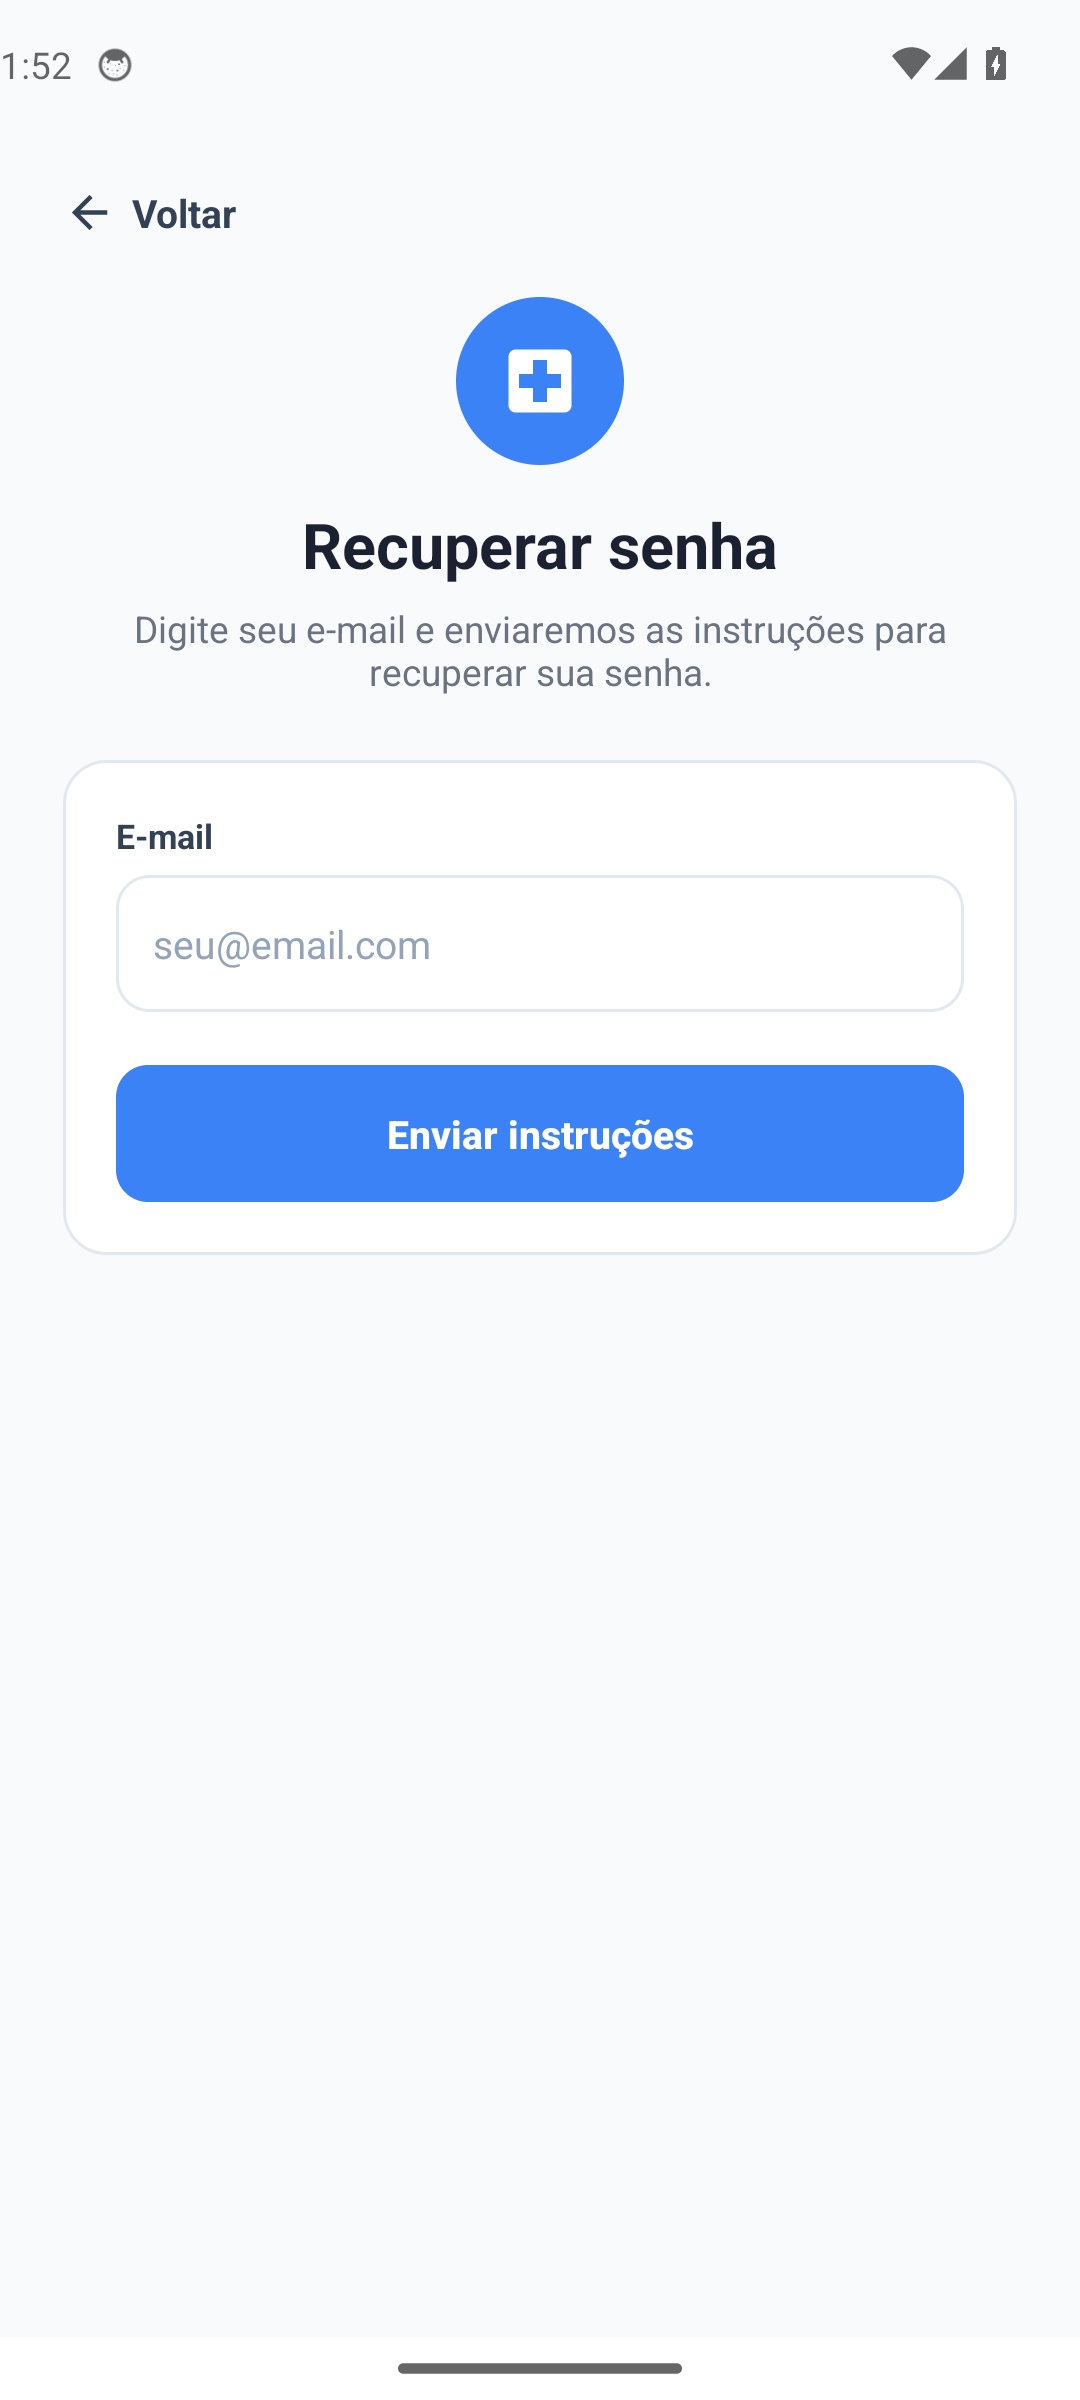 1:52
Voltar
Recuperar senha
Digite seu e-mail e enviaremos as instruções para
recuperar sua senha.
E-mail
seu@email.com
Enviar instruções